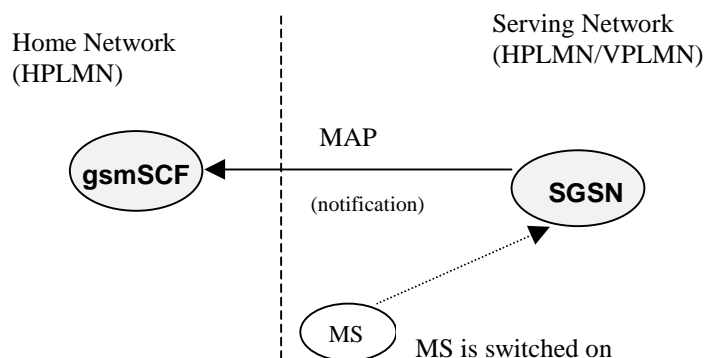 Home Network
(HPLMN)
Serving Network
(HPLMN/VPLMN)
MAP
gsmSCF
SGSN
(notification)
MS
MS is switched on